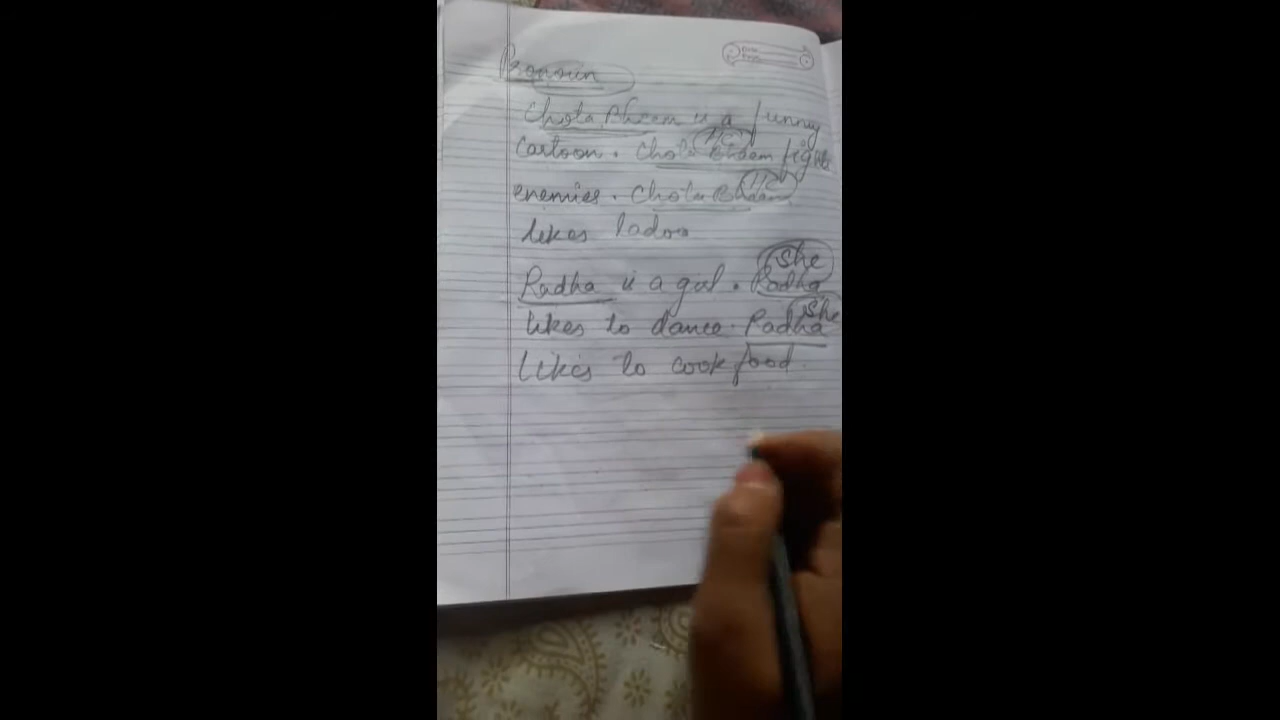 Pronoun
Chota Bheem is a funny
He
cartoon. Chota Bheem fights
He
enemies. Chota Bheem
likes ladoo
She
Radha is a girl. Radha
She
likes to dance. Radha
likes to cook food.